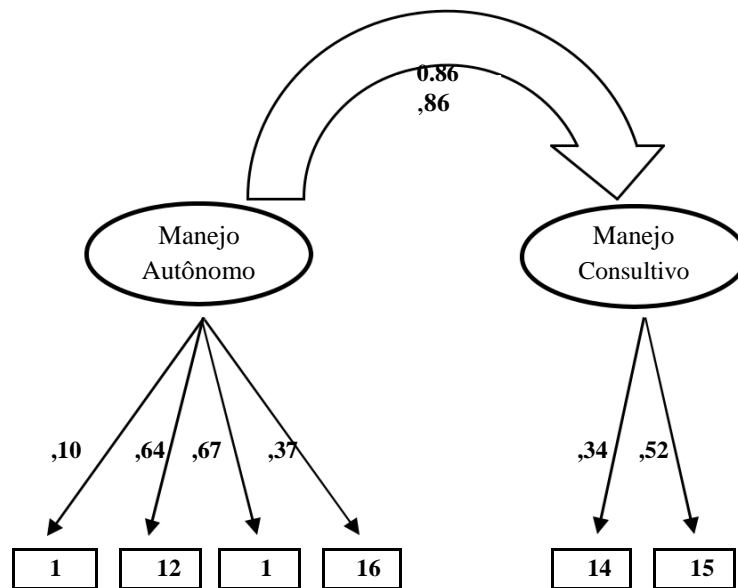 0.86
,86
Manejo
Autônomo
Manejo
Consultivo
,10 ,64 ,67 ,37 ,34 ,52
1 12 1 16 14 15